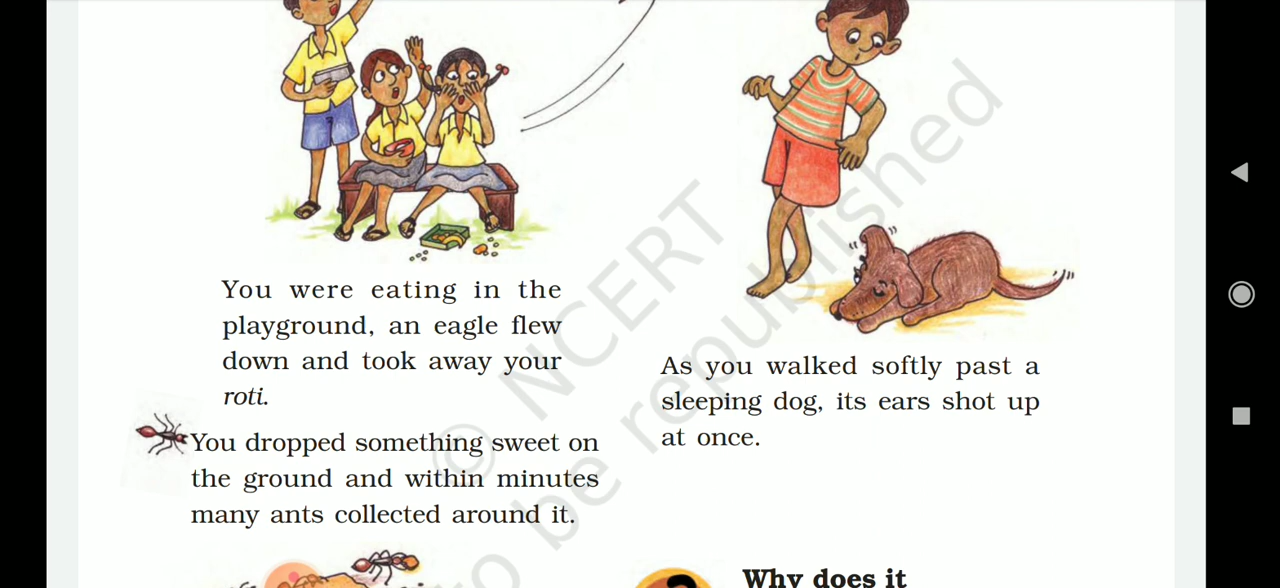 You were eating in the
playground, an eagle flew
down and took away your
roti.
You dropped something sweet on
the ground and within minutes
many ants collected around it.
As you walked softly past a
sleeping dog, its ears shot up
at once.
Why does it
© NCERT
to be republished